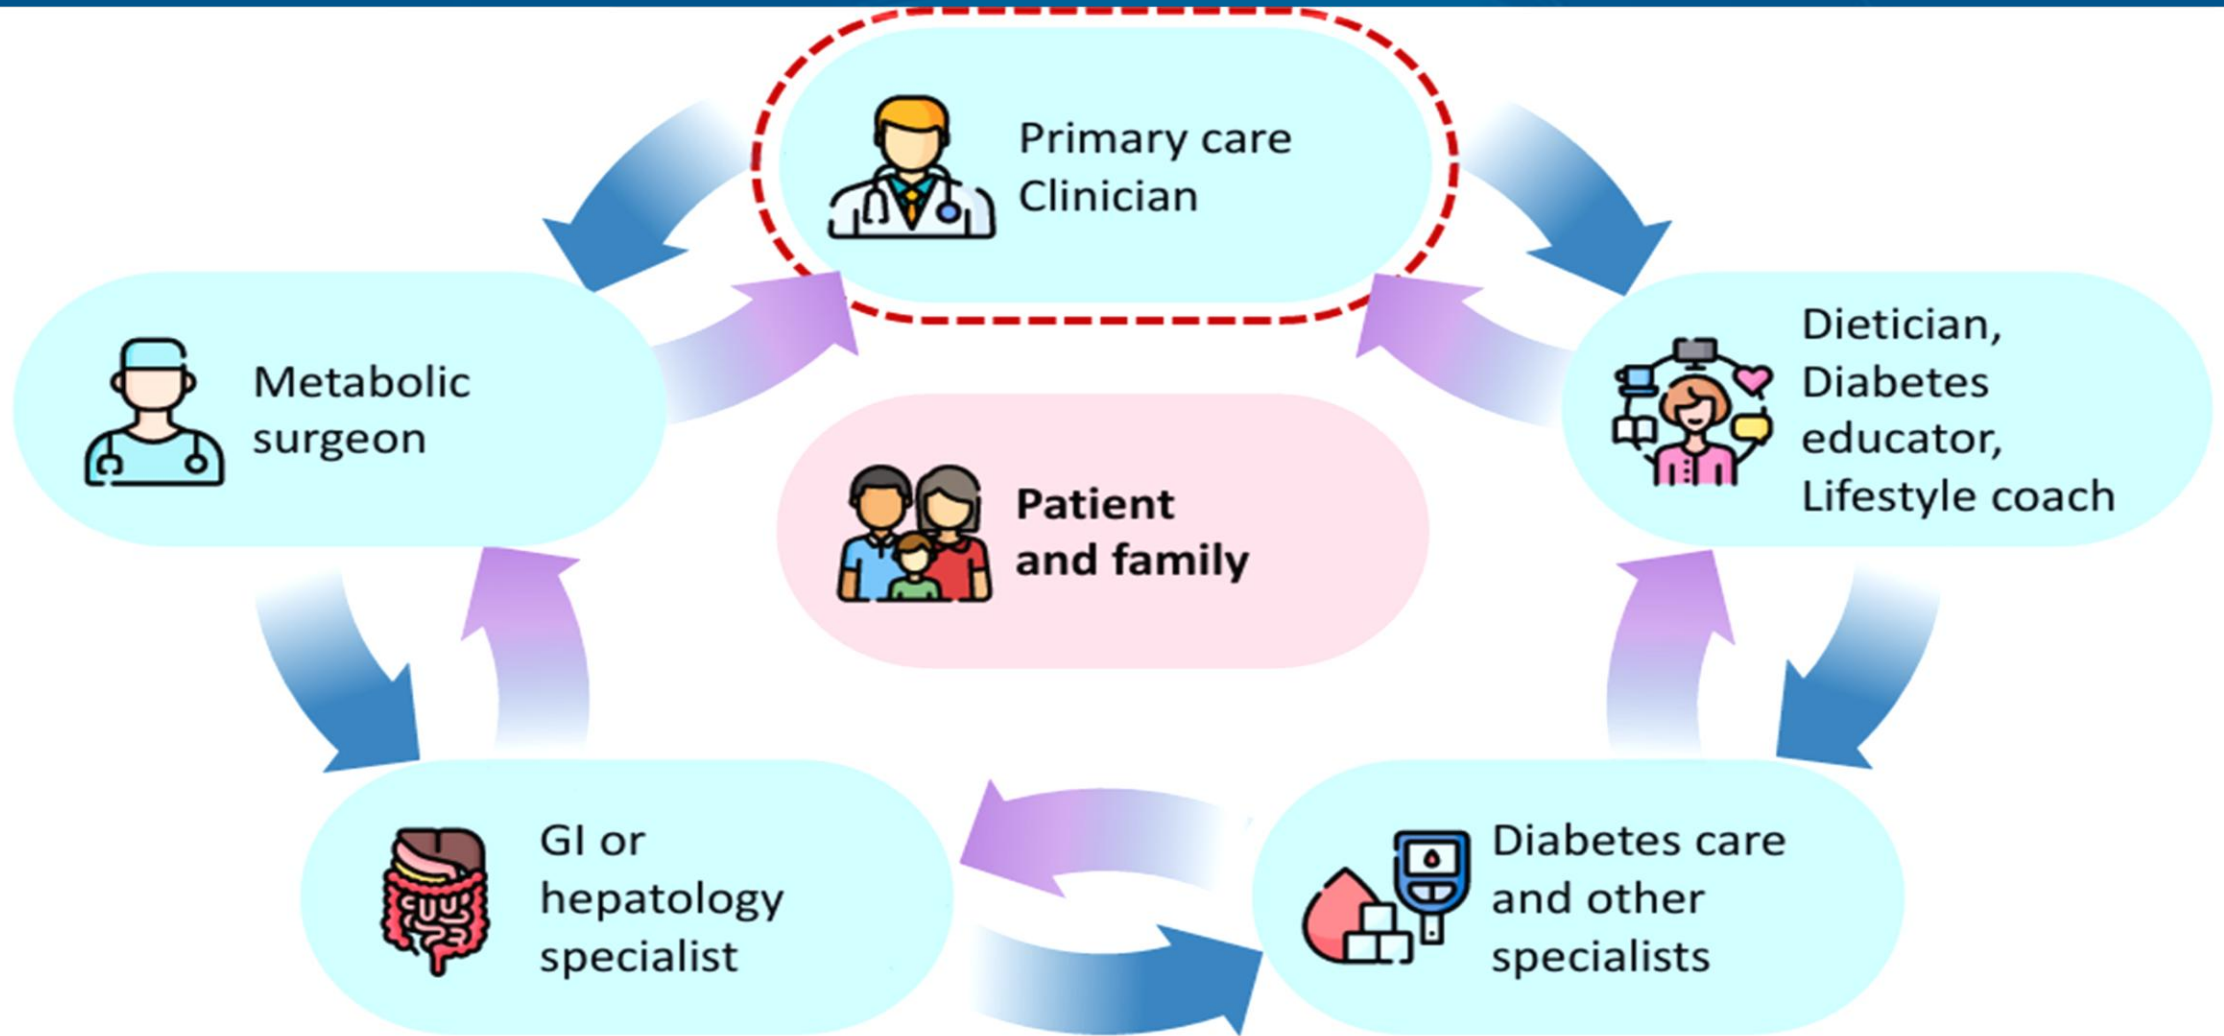 Primary care
Clinician
Metabolic
surgeon
Dietician,
Diabetes
educator,
Lifestyle coach
Patient
and family
GI or
hepatology
specialist
Diabetes care
and other
specialists